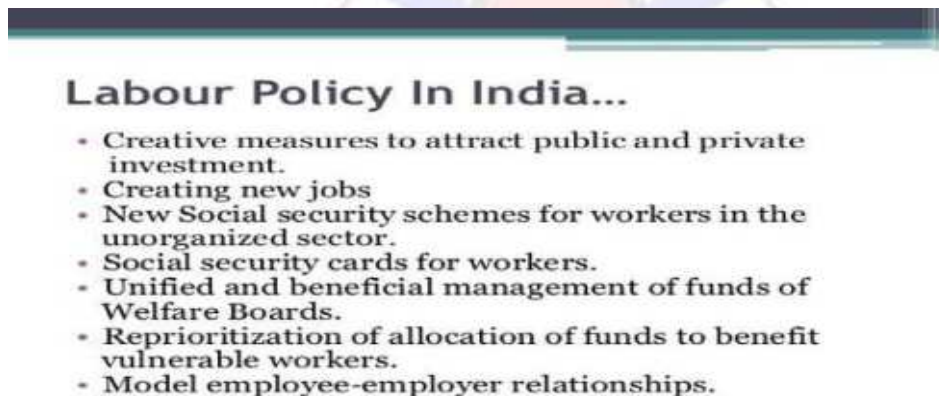 Labour Policy In India...
• Creative measures to attract public and private
investment.
• Creating new jobs
• New Social security schemes for workers in the
unorganized sector.
• Social security cards for workers.
• Unified and beneficial management of funds of
Welfare Boards.
• Reprioritization of allocation of funds to benefit
vulnerable workers.
• Model employee-employer relationships.